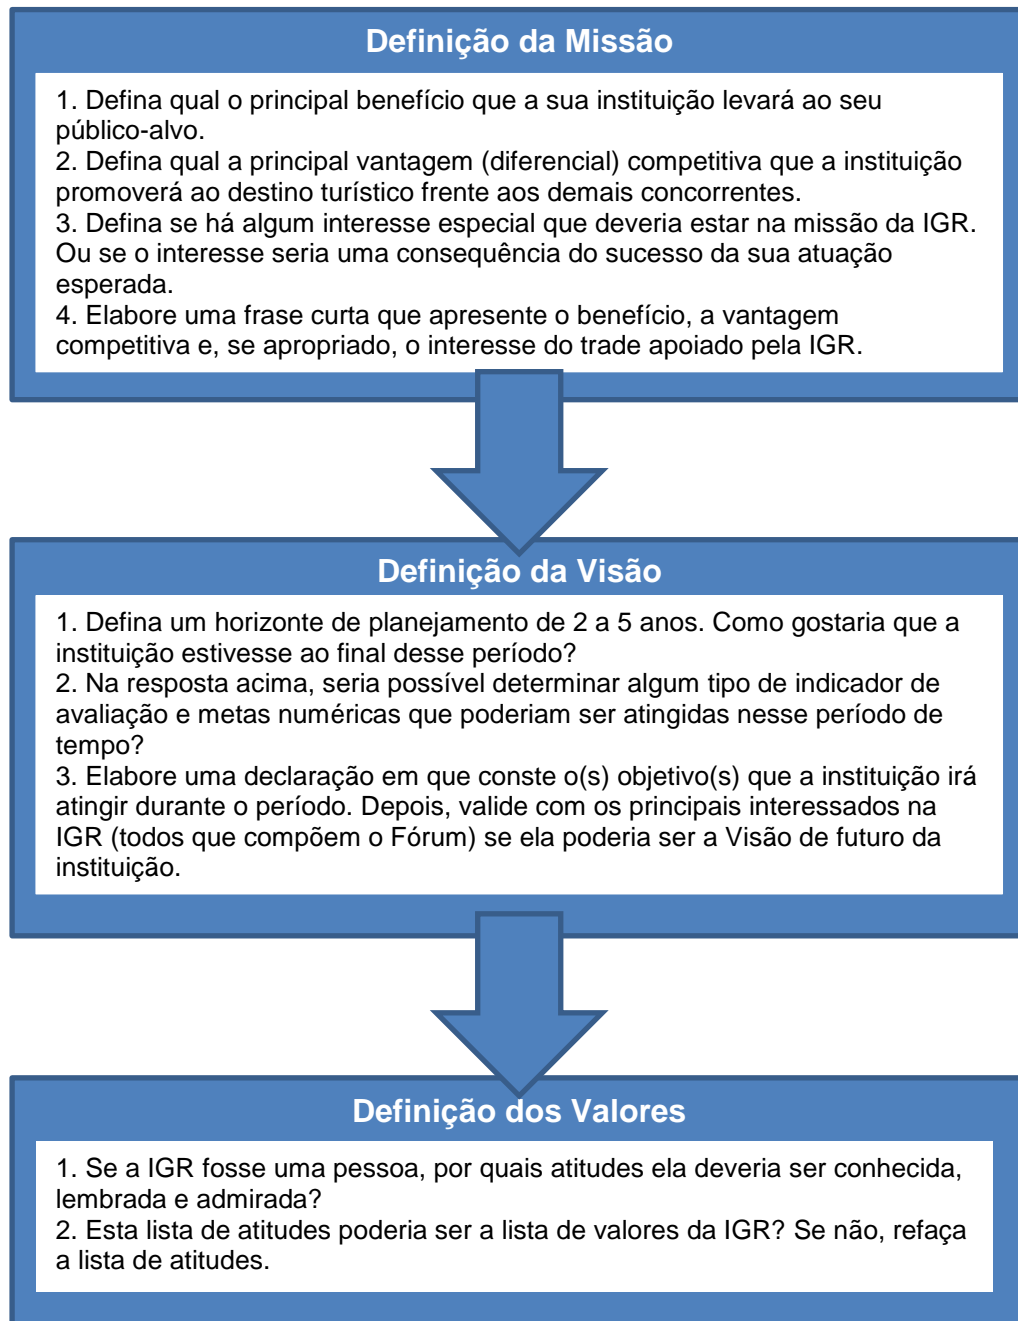 Definição da Missão
1. Defina qual o principal benefício que a sua instituição levará ao seu
público-alvo.
2. Defina qual a principal vantagem (diferencial) competitiva que a instituição
promoverá ao destino turístico frente aos demais concorrentes.
3. Defina se há algum interesse especial que deveria estar na missão da IGR.
Ou se o interesse seria uma consequência do sucesso da sua atuação
esperada.
4. Elabore uma frase curta que apresente o benefício, a vantagem
competitiva e, se apropriado, o interesse do trade apoiado pela IGR.
Definição da Visão
1. Defina um horizonte de planejamento de 2 a 5 anos. Como gostaria que a
instituição estivesse ao final desse período?
2. Na resposta acima, seria possível determinar algum tipo de indicador de
avaliação e metas numéricas que poderiam ser atingidas nesse período de
tempo?
3. Elabore uma declaração em que conste o(s) objetivo(s) que a instituição irá
atingir durante o período. Depois, valide com os principais interessados na
IGR (todos que compõem o Fórum) se ela poderia ser a Visão de futuro da
instituição.
Definição dos Valores
1. Se a IGR fosse uma pessoa, por quais atitudes ela deveria ser conhecida,
lembrada e admirada?
2. Esta lista de atitudes poderia ser a lista de valores da IGR? Se não, refaça
a lista de atitudes.